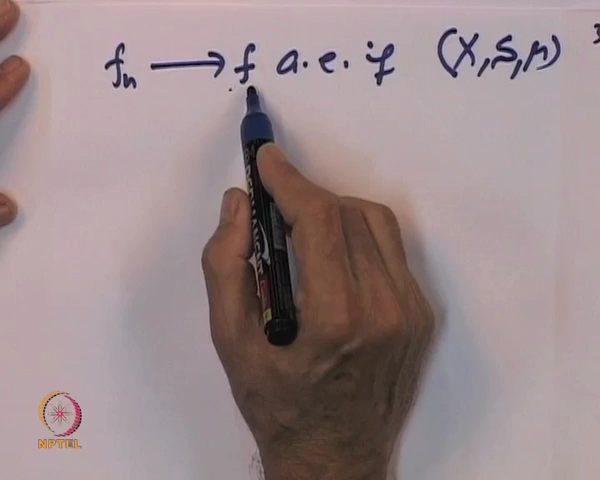 fₙ ⟶ f a.e. if (X, S, μ)
NPTEL